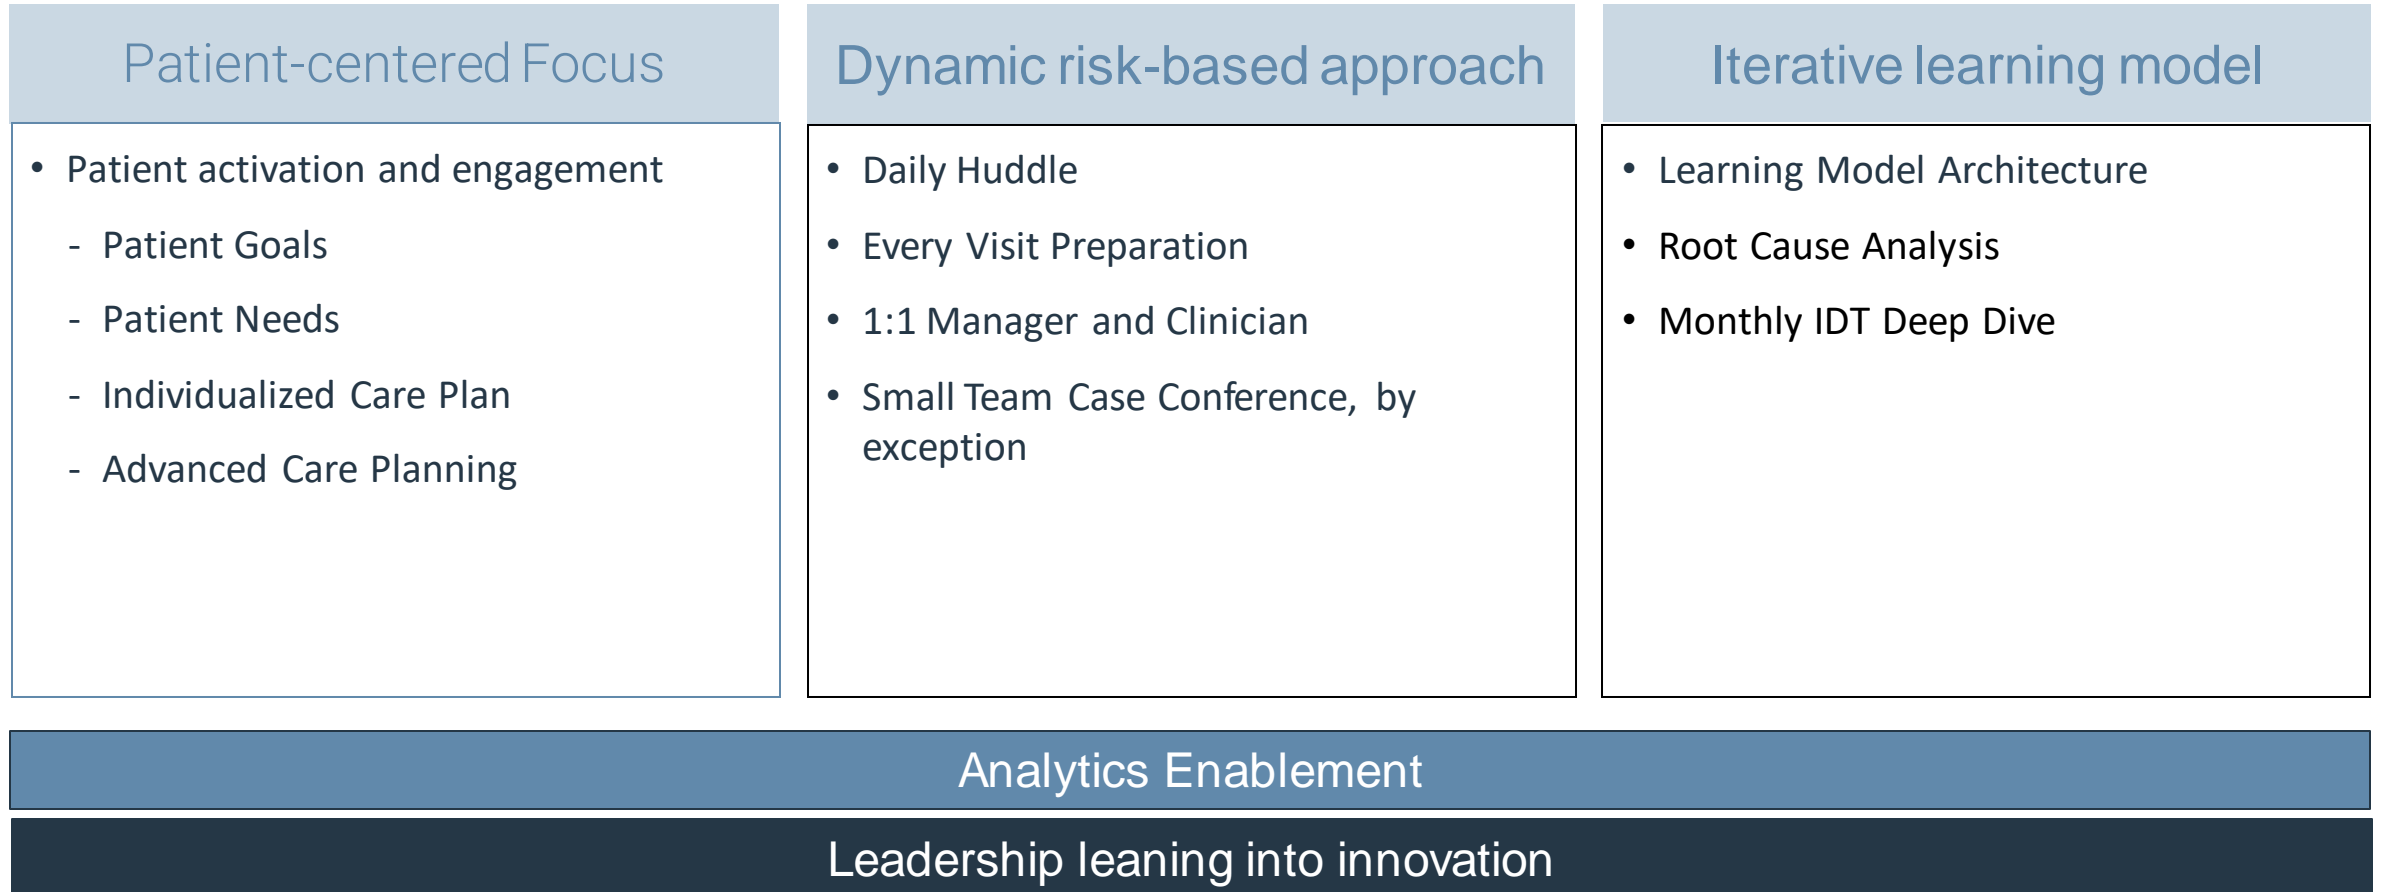 Patient-centered Focus
• Patient activation and engagement
- Patient Goals
- Patient Needs
- Individualized Care Plan
- Advanced Care Planning
Dynamic risk-based approach
• Daily Huddle
• Every Visit Preparation
• 1:1 Manager and Clinician
• Small Team Case Conference, by
exception
Iterative learning model
• Learning Model Architecture
• Root Cause Analysis
• Monthly IDT Deep Dive
Analytics Enablement
Leadership leaning into innovation